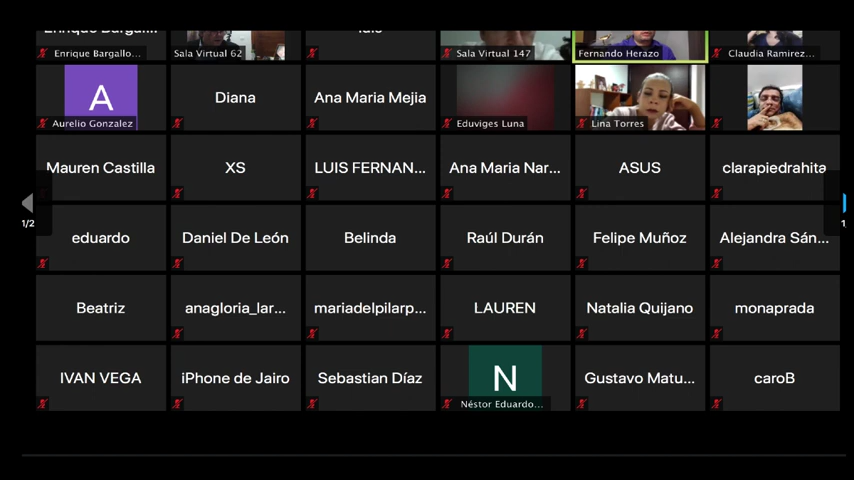 Enrique Bargallo...
Sala Virtual 62
Sala Virtual 147
Fernando Herazo
Claudia Ramirez...
A
Aurelio Gonzalez
Diana
Ana Maria Mejia
Eduviges Luna
Lina Torres
Mauren Castilla
XS
LUIS FERNAN...
Ana Maria Nar...
ASUS
clarapiedrahita
1/2
eduardo
Daniel De León
Belinda
Raúl Durán
Felipe Muñoz
Alejandra Sán...
Beatriz
anagloria_lar...
mariadelpilarp...
LAUREN
Natalia Quijano
monaprada
IVAN VEGA
iPhone de Jairo
Sebastian Díaz
N
Néstor Eduardo...
Gustavo Matu...
caroB